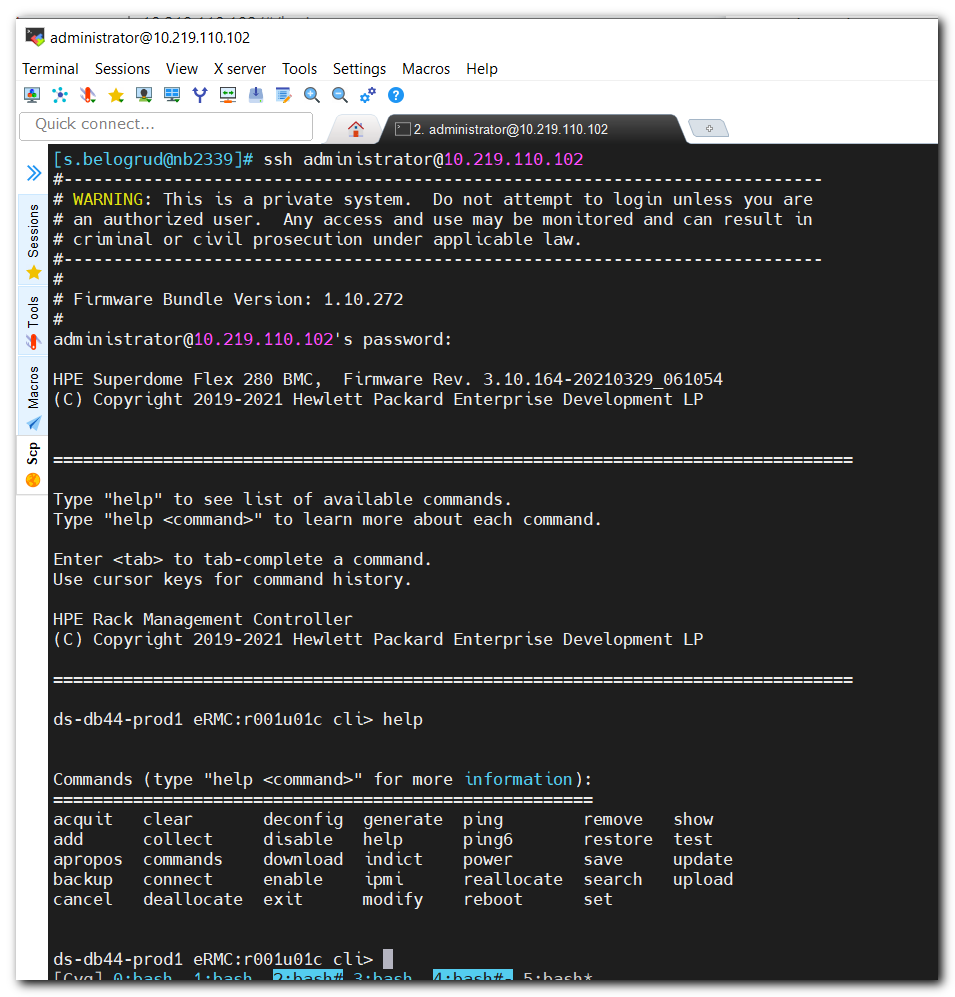 administrator@10.219.110.102
Terminal Sessions View X server Tools Settings Macros Help
Quick connect...
2. administrator@10.219.110.102
Sessions
Tools
Macros
Scp
[s.belogrud@nb2339]# ssh administrator@10.219.110.102
#----------------------------------------------------------------------------
# WARNING: This is a private system.  Do not attempt to login unless you are
# an authorized user.  Any access and use may be monitored and can result in
# criminal or civil prosecution under applicable law.
#----------------------------------------------------------------------------
#
# Firmware Bundle Version: 1.10.272
#
administrator@10.219.110.102's password:
HPE Superdome Flex 280 BMC,  Firmware Rev. 3.10.164-20210329_061054
(C) Copyright 2019-2021 Hewlett Packard Enterprise Development LP
================================================================================
Type "help" to see list of available commands.
Type "help <command>" to learn more about each command.
Enter <tab> to tab-complete a command.
Use cursor keys for command history.
HPE Rack Management Controller
(C) Copyright 2019-2021 Hewlett Packard Enterprise Development LP
================================================================================
ds-db44-prod1 eRMC:r001u01c cli> help
Commands (type "help <command>" for more information):
======================================================
acquit   clear       deconfig  generate  ping        remove   show
add      collect     disable   help      ping6       restore  test
apropos  commands    download  indict    power       save     update
backup   connect     enable    ipmi      reallocate  search   upload
cancel   deallocate  exit      modify    reboot      set
ds-db44-prod1 eRMC:r001u01c cli>
[Cyg] 0:bash  1:bash  2:bash# 3:bash  4:bash#- 5:bash*